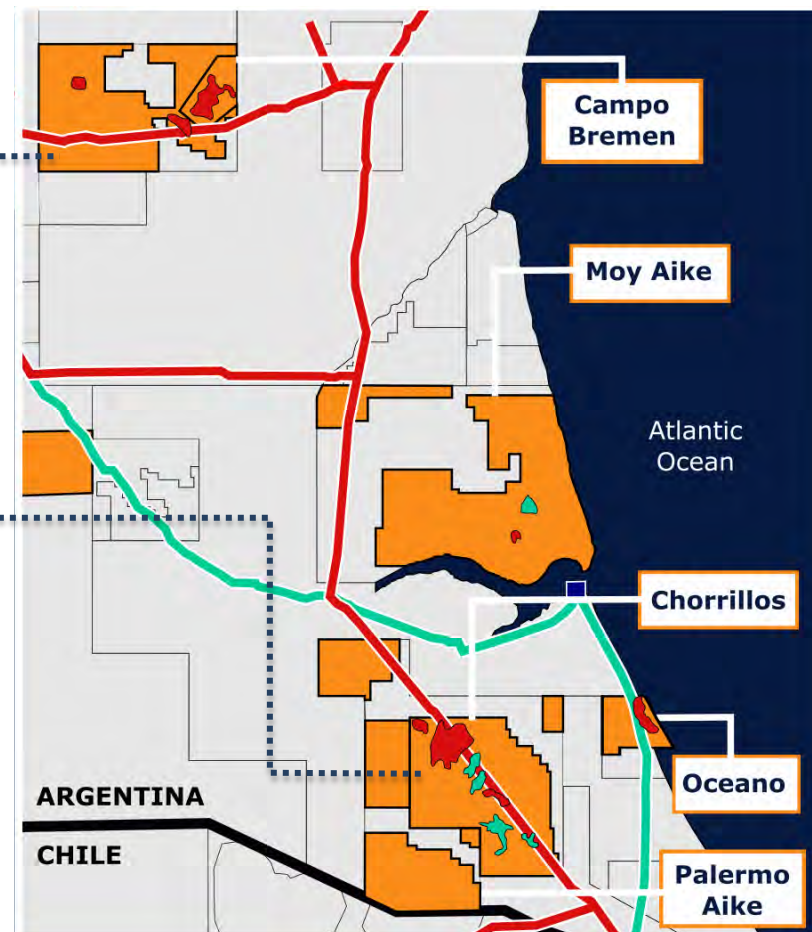 Campo
Bremen
Moy Aike
Atlantic
Ocean
Chorrillos
Oceano
ARGENTINA
CHILE
Palermo
Aike